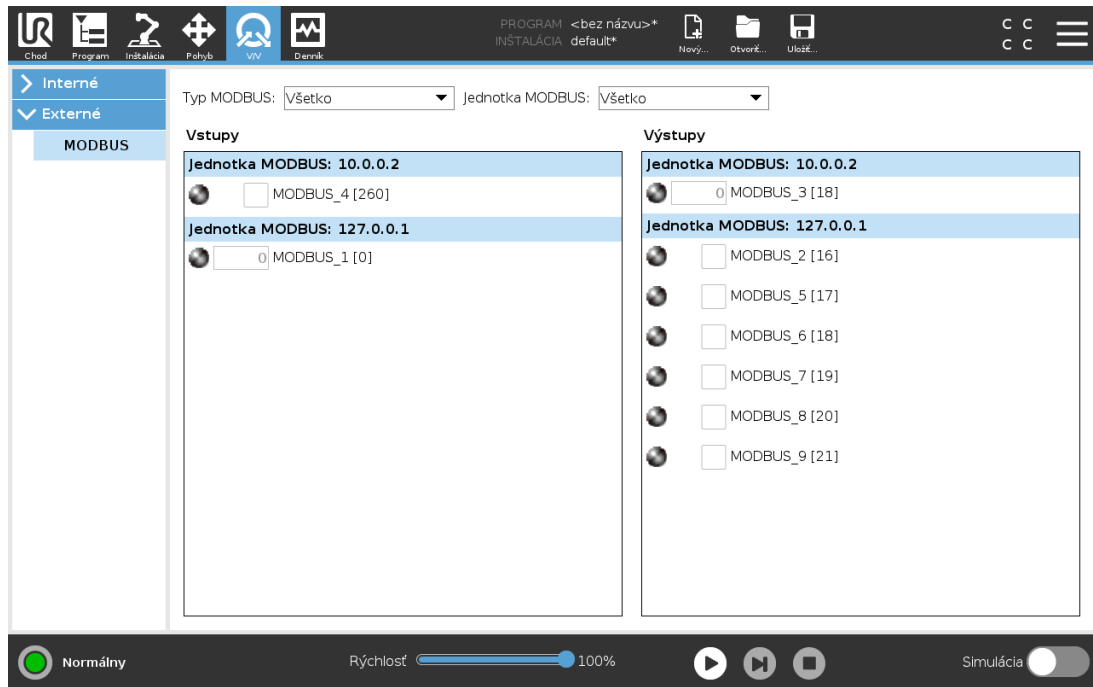 PROGRAM <bez názvu>*
INŠTALÁCIA default*
C C
C C
Chod Program Inštalácia Pohyb V/V Denník Nový... Otvoriť... Uložiť...
Interné
Externé
MODBUS
Typ MODBUS: Všetko Jednotka MODBUS: Všetko
Vstupy
Jednotka MODBUS: 10.0.0.2
MODBUS_4 [260]
Jednotka MODBUS: 127.0.0.1
0 MODBUS_1 [0]
Výstupy
Jednotka MODBUS: 10.0.0.2
0 MODBUS_3 [18]
Jednotka MODBUS: 127.0.0.1
MODBUS_2 [16]
MODBUS_5 [17]
MODBUS_6 [18]
MODBUS_7 [19]
MODBUS_8 [20]
MODBUS_9 [21]
Normálny Rýchlosť 100% Simulácia